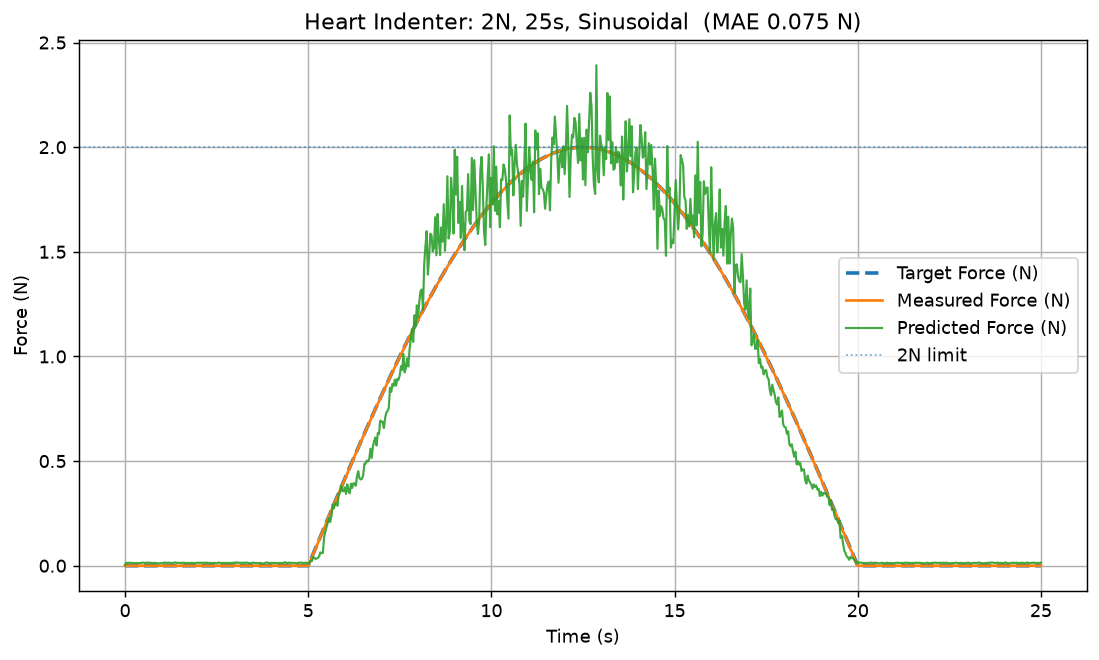 Heart Indenter: 2N, 25s, Sinusoidal  (MAE 0.075 N)
2.5
2.0
1.5
1.0
0.5
0.0
Force (N)
Target Force (N)
Measured Force (N)
Predicted Force (N)
2N limit
0
5
10
15
20
25
Time (s)